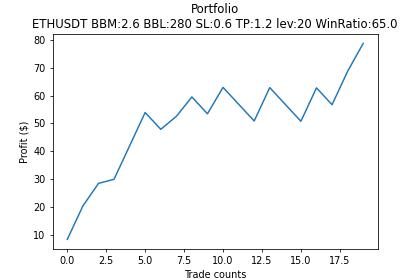 Portfolio
ETHUSDT BBM:2.6 BBL:280 SL:0.6 TP:1.2 lev:20 WinRatio:65.0
80
70
60
50
40
30
20
10
Profit ($)
0.0 2.5 5.0 7.5 10.0 12.5 15.0 17.5
Trade counts